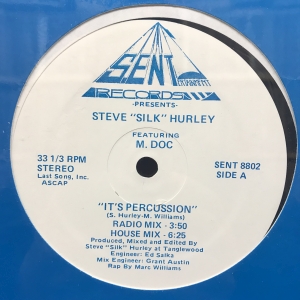 SENT
RECORDS
-PRESENTS-
STEVE "SILK" HURLEY
FEATURING
M. DOC
33 1/3 RPM
STEREO
Last Song, Inc.
ASCAP
SENT 8802
SIDE A
"IT'S PERCUSSION"
(S. Hurley-M. Williams)
RADIO MIX - 3:50
HOUSE MIX - 6:25
Produced, Mixed and Edited By
Steve "Silk" Hurley at Tanglewood
Engineer: Ed Salka
Mix Engineer: Grant Austin
Rap By Marc Williams